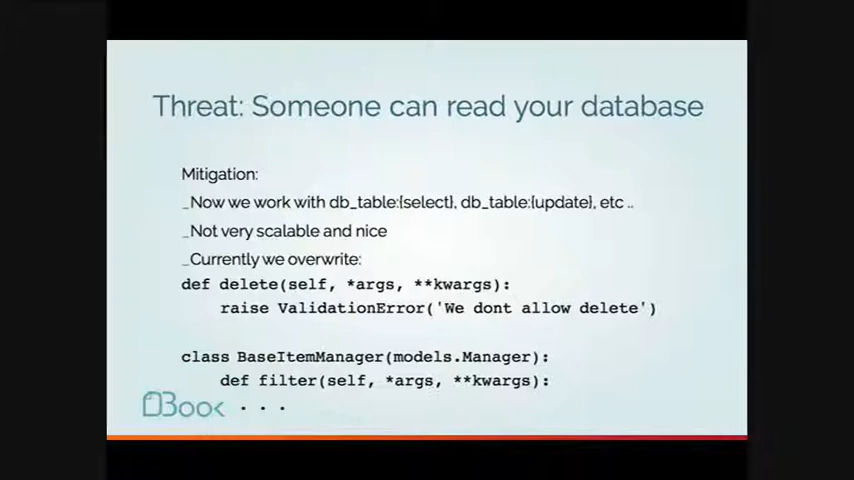 Threat: Someone can read your database
Mitigation:
_Now we work with db_table:{select}, db_table:{update}, etc ..
_Not very scalable and nice
_Currently we overwrite:
def delete(self, *args, **kwargs):
raise ValidationError('We dont allow delete')
class BaseItemManager(models.Manager):
def filter(self, *args, **kwargs):
DBook . . .